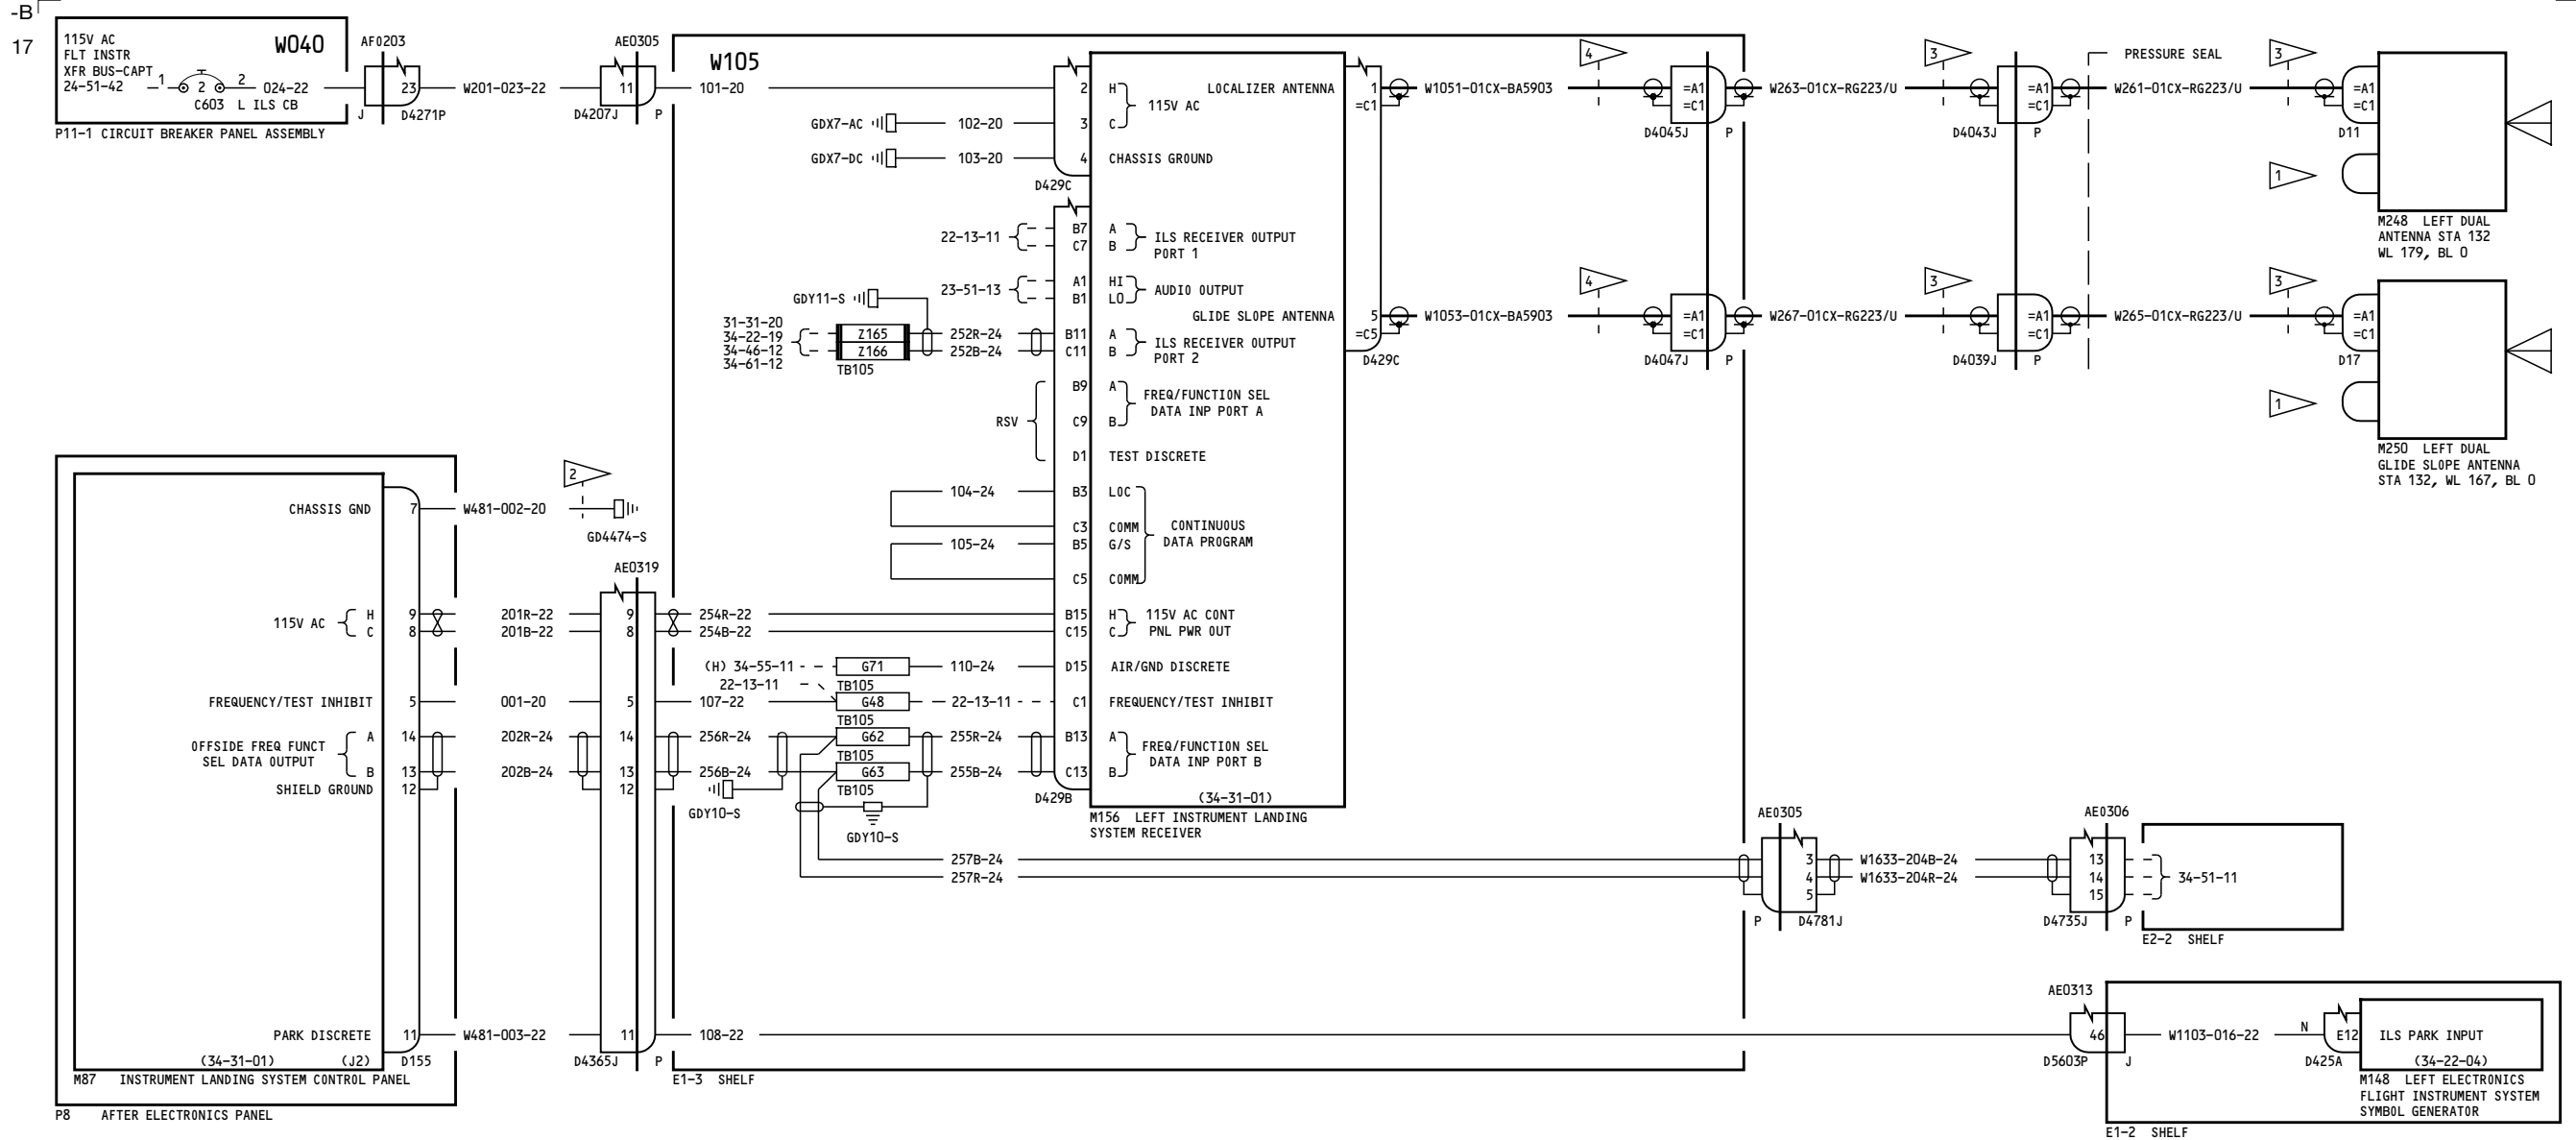 -B
17
115V AC
FLT INSTR
XFR BUS-CAPT
24-51-42
W040
1
2
2
024-22
C603 L ILS CB
P11-1 CIRCUIT BREAKER PANEL ASSEMBLY
AF0203
23
J
D4271P
W201-023-22
AE0305
11
D4207J
P
W105
101-20
GDX7-AC
102-20
GDX7-DC
103-20
2
3
4
D429C
H
C
115V AC
CHASSIS GROUND
LOCALIZER ANTENNA
1
=C1
W1051-01CX-BA5903
4
=A1
=C1
D4045J
P
W263-01CX-RG223/U
3
=A1
=C1
D4043J
P
PRESSURE SEAL
W261-01CX-RG223/U
3
=A1
=C1
D11
1
M248 LEFT DUAL
ANTENNA STA 132
WL 179, BL 0
22-13-11
B7
C7
A
B
ILS RECEIVER OUTPUT
PORT 1
23-51-13
A1
B1
HI
LO
AUDIO OUTPUT
GDY11-S
31-31-20
34-22-19
34-46-12
34-61-12
Z165
Z166
TB105
252R-24
252B-24
B11
C11
A
B
ILS RECEIVER OUTPUT
PORT 2
GLIDE SLOPE ANTENNA
5
=C5
D429C
W1053-01CX-BA5903
4
=A1
=C1
D4047J
P
W267-01CX-RG223/U
3
=A1
=C1
D4039J
P
W265-01CX-RG223/U
3
=A1
=C1
D17
1
M250 LEFT DUAL
GLIDE SLOPE ANTENNA
STA 132, WL 167, BL 0
RSV
B9
C9
D1
A
B
FREQ/FUNCTION SEL
DATA INP PORT A
TEST DISCRETE
104-24
105-24
B3
C3
B5
C5
LOC
COMM
G/S
COMM
CONTINUOUS
DATA PROGRAM
CHASSIS GND
7
W481-002-20
2
GD4474-S
AE0319
115V AC
H
C
9
8
201R-22
201B-22
9
8
254R-22
254B-22
B15
C15
H
C
115V AC CONT
PNL PWR OUT
(H) 34-55-11
G71
110-24
D15
AIR/GND DISCRETE
22-13-11
TB105
FREQUENCY/TEST INHIBIT
5
001-20
5
107-22
G48
22-13-11
C1
FREQUENCY/TEST INHIBIT
TB105
OFFSIDE FREQ FUNCT
SEL DATA OUTPUT
A
B
14
13
202R-24
202B-24
14
13
256R-24
256B-24
G62
TB105
G63
TB105
255R-24
255B-24
B13
C13
A
B
FREQ/FUNCTION SEL
DATA INP PORT B
SHIELD GROUND
12
12
GDY10-S
GDY10-S
D429B
(34-31-01)
M156 LEFT INSTRUMENT LANDING
SYSTEM RECEIVER
257B-24
257R-24
AE0305
3
4
5
P
D4781J
W1633-204B-24
W1633-204R-24
AE0306
13
14
15
D4735J
P
34-51-11
E2-2 SHELF
PARK DISCRETE
11
W481-003-22
11
108-22
(34-31-01)
(J2)
D155
D4365J
P
M87 INSTRUMENT LANDING SYSTEM CONTROL PANEL
E1-3 SHELF
P8 AFTER ELECTRONICS PANEL
AE0313
46
D5603P
J
W1103-016-22
N
E12
D425A
ILS PARK INPUT
(34-22-04)
M148 LEFT ELECTRONICS
FLIGHT INSTRUMENT SYSTEM
SYMBOL GENERATOR
E1-2 SHELF